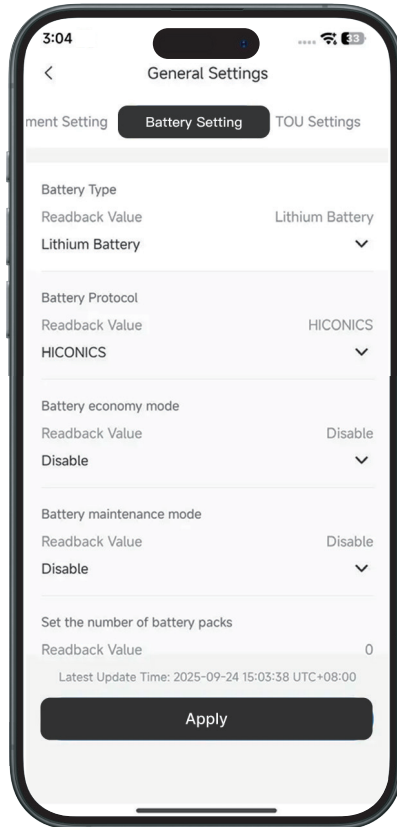 3:04
33
General Settings
ment Setting
Battery Setting
TOU Settings
Battery Type
Readback Value Lithium Battery
Lithium Battery
Battery Protocol
Readback Value HICONICS
HICONICS
Battery economy mode
Readback Value Disable
Disable
Battery maintenance mode
Readback Value Disable
Disable
Set the number of battery packs
Readback Value 0
Latest Update Time: 2025-09-24 15:03:38 UTC+08:00
Apply